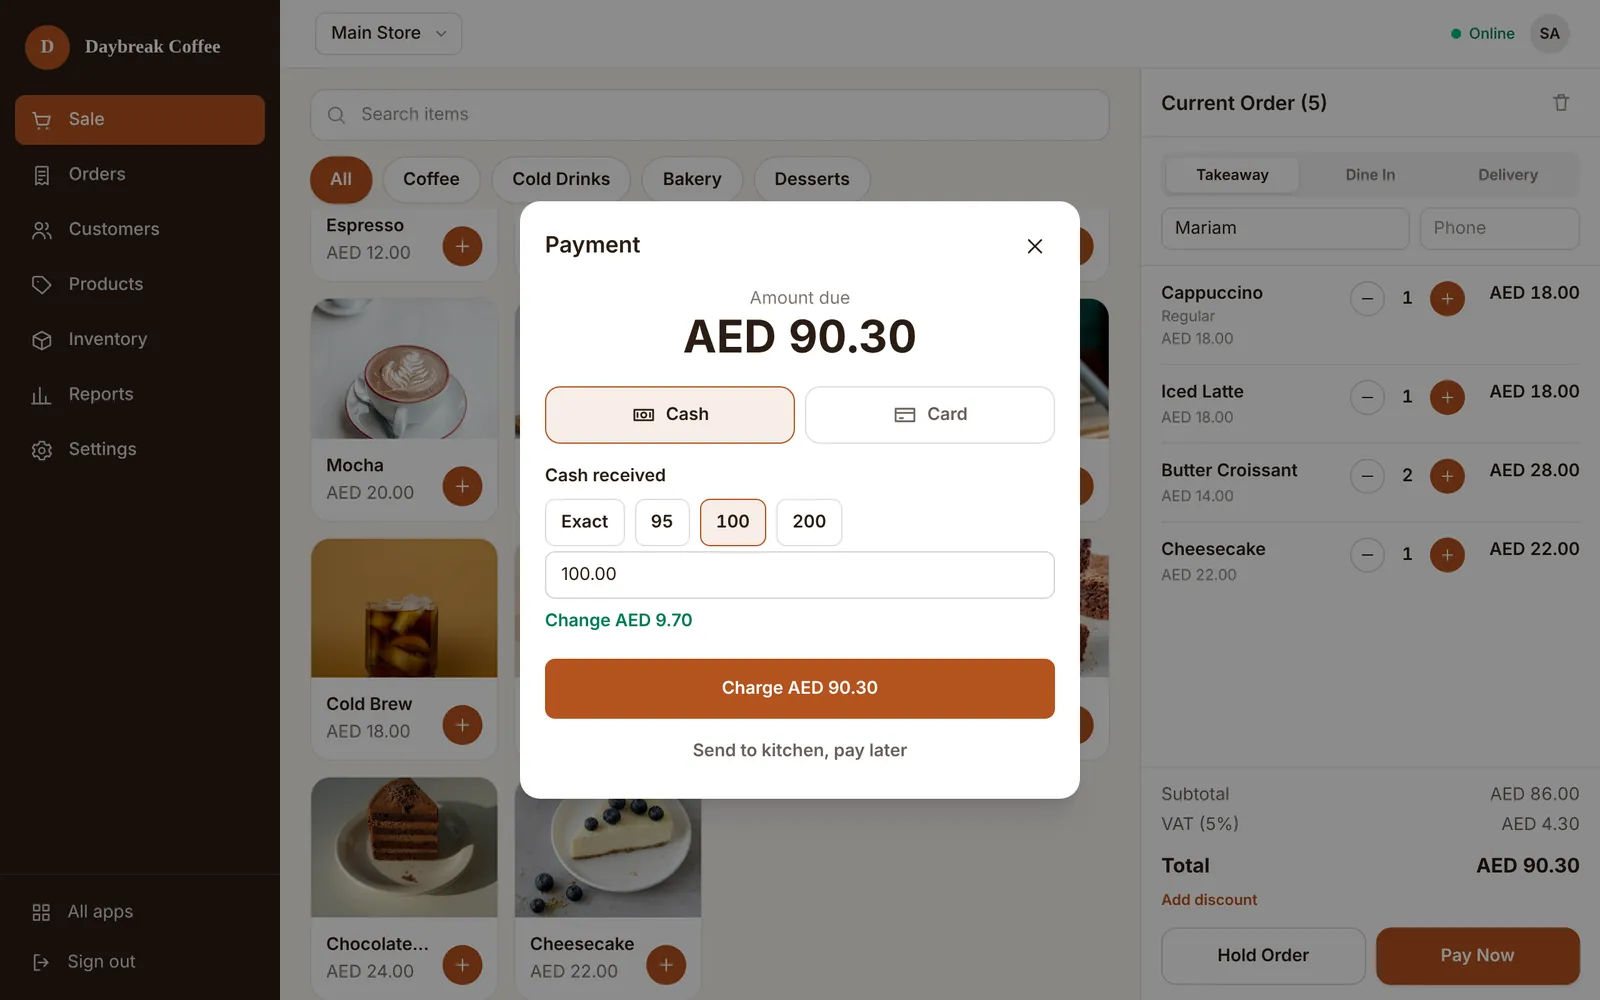 D
Daybreak Coffee
Sale
Orders
Customers
Products
Inventory
Reports
Settings
All apps
Sign out
Main Store
Online
SA
Search items
All
Coffee
Cold Drinks
Bakery
Desserts
Espresso
AED 12.00
Mocha
AED 20.00
Cold Brew
AED 18.00
Chocolate...
AED 24.00
Cheesecake
AED 22.00
Payment
Amount due
AED 90.30
Cash
Card
Cash received
Exact
95
100
200
100.00
Change AED 9.70
Charge AED 90.30
Send to kitchen, pay later
Current Order (5)
Takeaway
Dine In
Delivery
Mariam
Phone
Cappuccino
Regular
AED 18.00
1
AED 18.00
Iced Latte
AED 18.00
1
AED 18.00
Butter Croissant
AED 14.00
2
AED 28.00
Cheesecake
AED 22.00
1
AED 22.00
Subtotal
AED 86.00
VAT (5%)
AED 4.30
Total
AED 90.30
Add discount
Hold Order
Pay Now